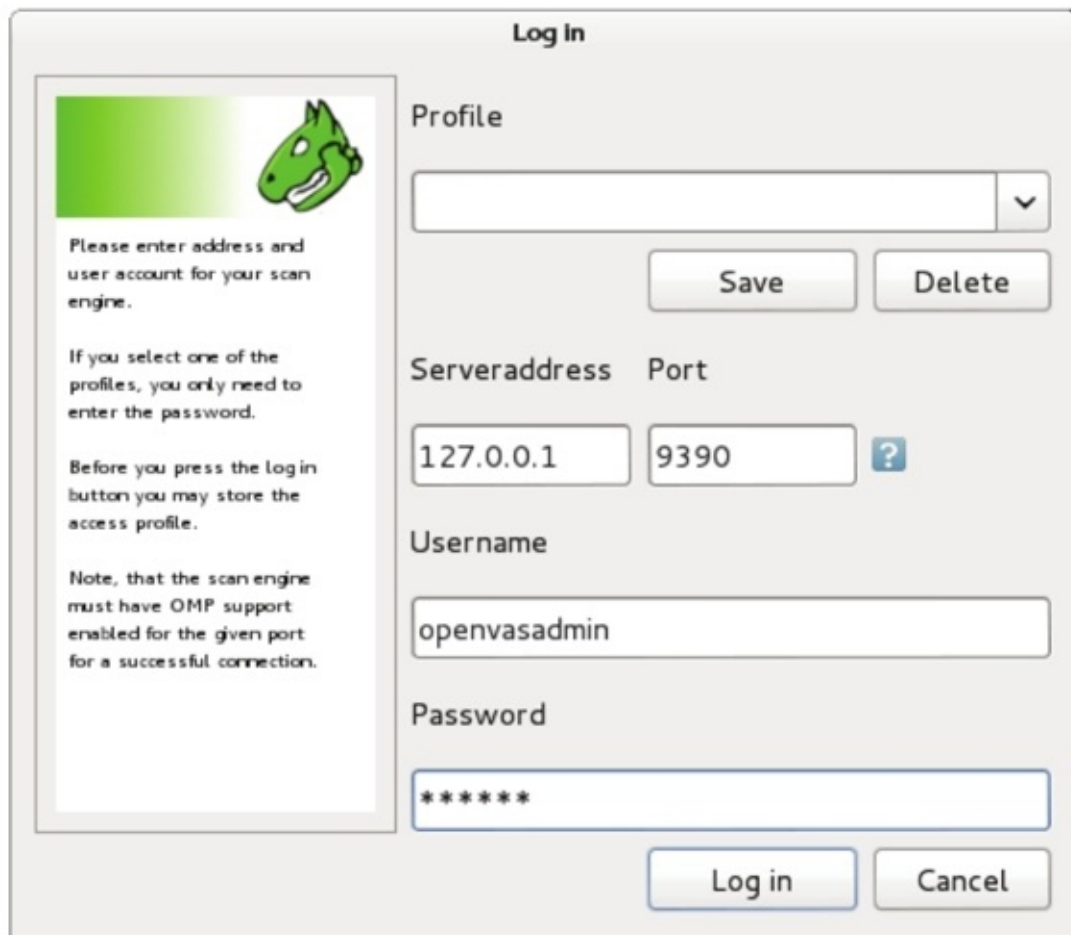 Log in
Please enter address and
user account for your scan
engine.
If you select one of the
profiles, you only need to
enter the password.
Before you press the log in
button you may store the
access profile.
Note, that the scan engine
must have OMP support
enabled for the given port
for a successful connection.
Profile
Save Delete
Serveraddress Port
127.0.0.1 9390 ?
Username
openvasadmin
Password
******
Log in Cancel